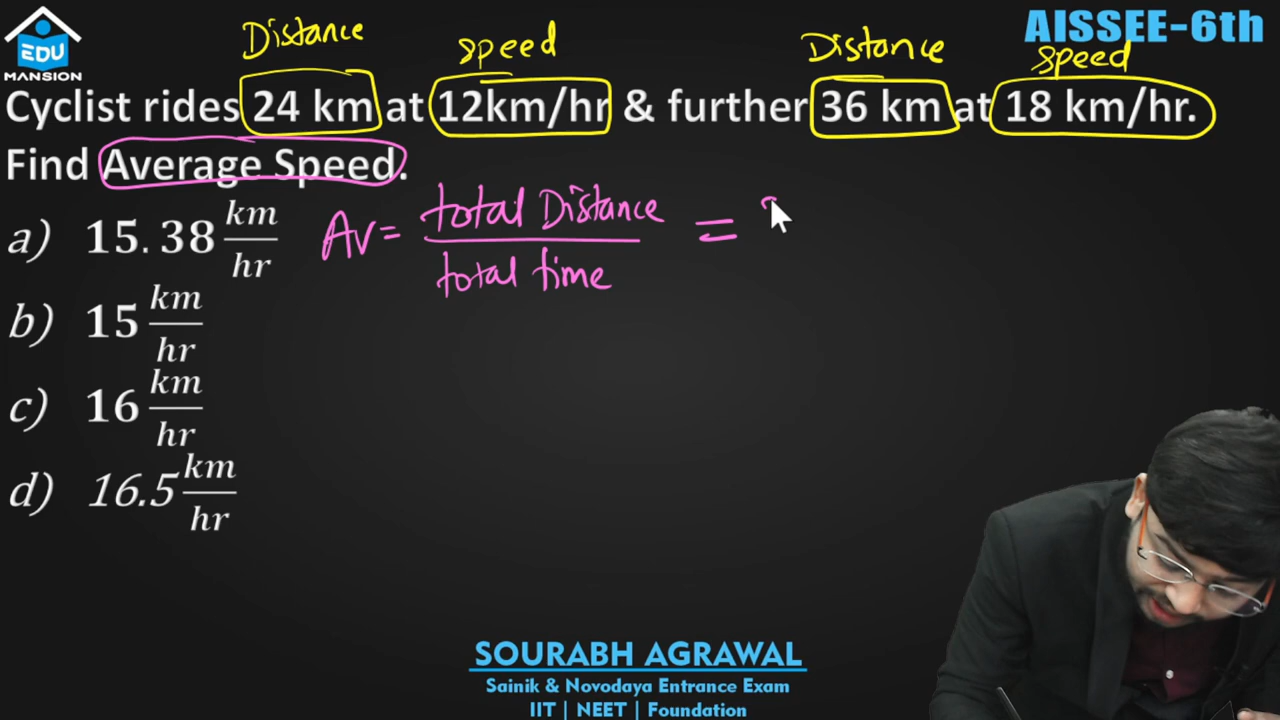 EDU
MANSION
AISSEE-6th
Distance speed Distance speed
Cyclist rides 24 km at 12km/hr & further 36 km at 18 km/hr.
Find Average Speed.
a) 15.38 km/hr
Av = total Distance / total time =
b) 15 km/hr
c) 16 km/hr
d) 16.5 km/hr
SOURABH AGRAWAL
Sainik & Novodaya Entrance Exam
IIT | NEET | Foundation